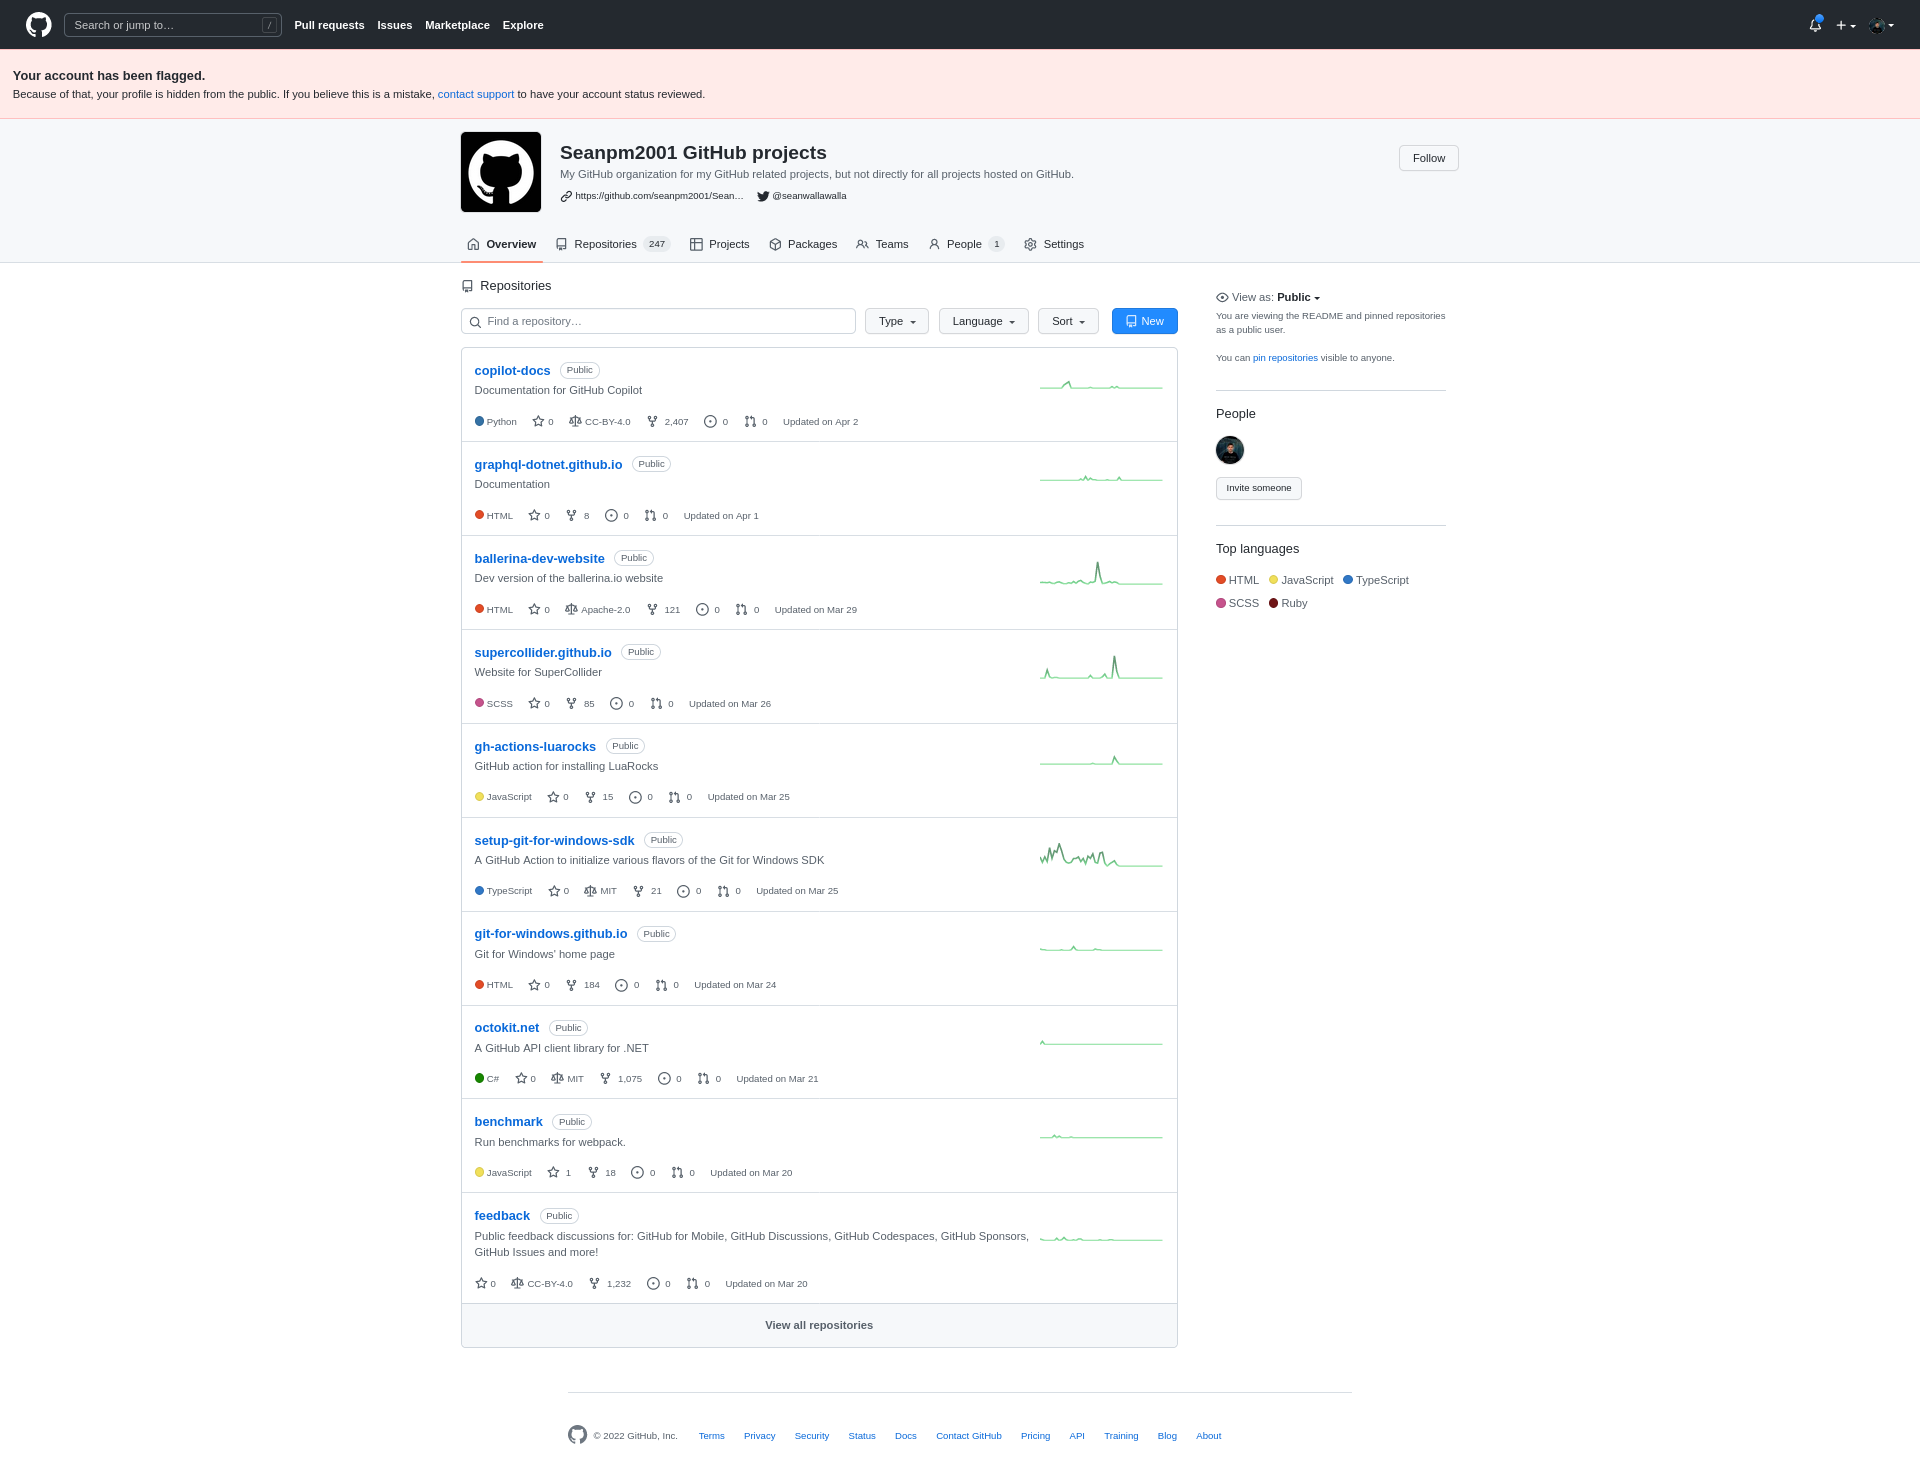 Search or jump to… /
Pull requests Issues Marketplace Explore
Your account has been flagged.
Because of that, your profile is hidden from the public. If you believe this is a mistake, contact support to have your account status reviewed.
Seanpm2001 GitHub projects
My GitHub organization for my GitHub related projects, but not directly for all projects hosted on GitHub.
https://github.com/seanpm2001/Sean… @seanwallawalla
Follow
Overview Repositories 247 Projects Packages Teams People 1 Settings
Repositories
Find a repository… Type Language Sort New
copilot-docs Public
Documentation for GitHub Copilot
Python 0 CC-BY-4.0 2,407 0 0 Updated on Apr 2
graphql-dotnet.github.io Public
Documentation
HTML 0 8 0 0 Updated on Apr 1
ballerina-dev-website Public
Dev version of the ballerina.io website
HTML 0 Apache-2.0 121 0 0 Updated on Mar 29
supercollider.github.io Public
Website for SuperCollider
SCSS 0 85 0 0 Updated on Mar 26
gh-actions-luarocks Public
GitHub action for installing LuaRocks
JavaScript 0 15 0 0 Updated on Mar 25
setup-git-for-windows-sdk Public
A GitHub Action to initialize various flavors of the Git for Windows SDK
TypeScript 0 MIT 21 0 0 Updated on Mar 25
git-for-windows.github.io Public
Git for Windows' home page
HTML 0 184 0 0 Updated on Mar 24
octokit.net Public
A GitHub API client library for .NET
C# 0 MIT 1,075 0 0 Updated on Mar 21
benchmark Public
Run benchmarks for webpack.
JavaScript 1 18 0 0 Updated on Mar 20
feedback Public
Public feedback discussions for: GitHub for Mobile, GitHub Discussions, GitHub Codespaces, GitHub Sponsors,
GitHub Issues and more!
0 CC-BY-4.0 1,232 0 0 Updated on Mar 20
View all repositories
View as: Public
You are viewing the README and pinned repositories
as a public user.
You can pin repositories visible to anyone.
People
Invite someone
Top languages
HTML JavaScript TypeScript
SCSS Ruby
© 2022 GitHub, Inc. Terms Privacy Security Status Docs Contact GitHub Pricing API Training Blog About